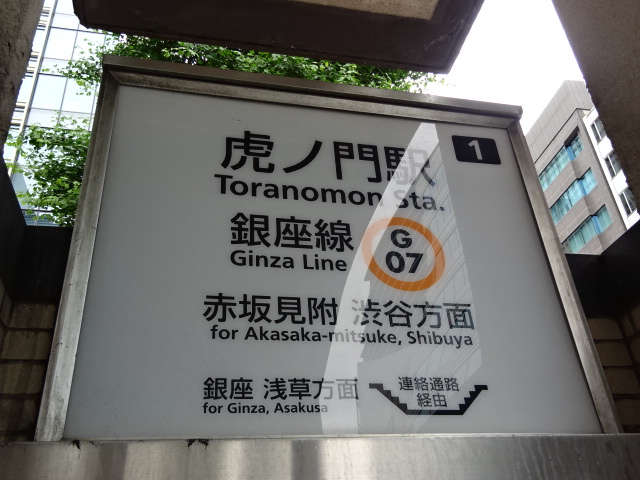 虎ノ門駅 1
Toranomon Sta.
銀座線 G
Ginza Line 07
赤坂見附 渋谷方面
for Akasaka-mitsuke, Shibuya
銀座 浅草方面 連絡通路
for Ginza, Asakusa 経由